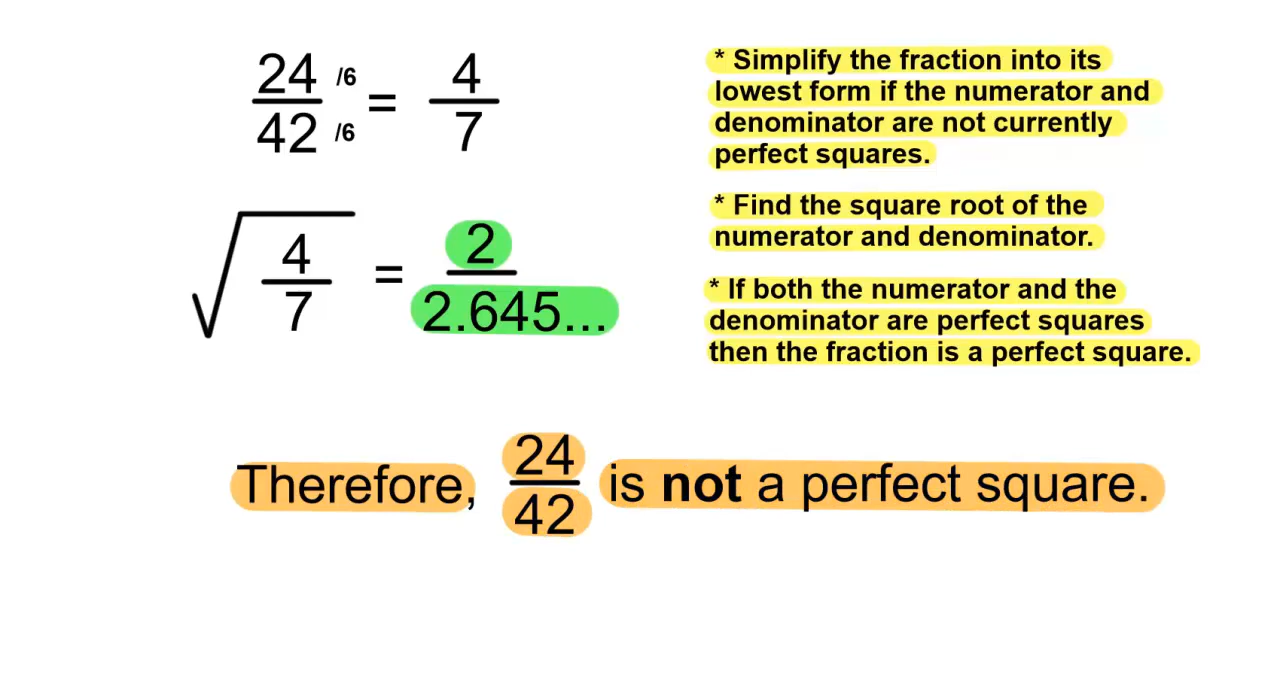 24 /6 = 4
42 /6 7
* Simplify the fraction into its
lowest form if the numerator and
denominator are not currently
perfect squares.
√ 4 = 2
7 2.645...
* Find the square root of the
numerator and denominator.
* If both the numerator and the
denominator are perfect squares
then the fraction is a perfect square.
Therefore, 24 is not a perfect square.
42